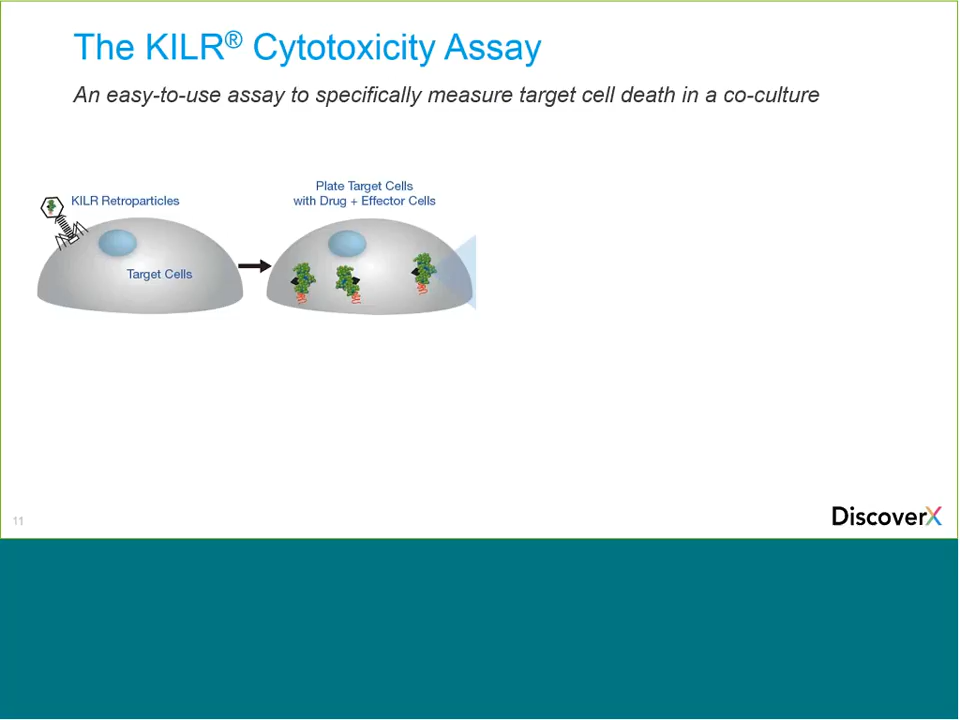 The KILR® Cytotoxicity Assay
An easy-to-use assay to specifically measure target cell death in a co-culture
KILR Retroparticles
Target Cells
Plate Target Cells
with Drug + Effector Cells
11
DiscoverX